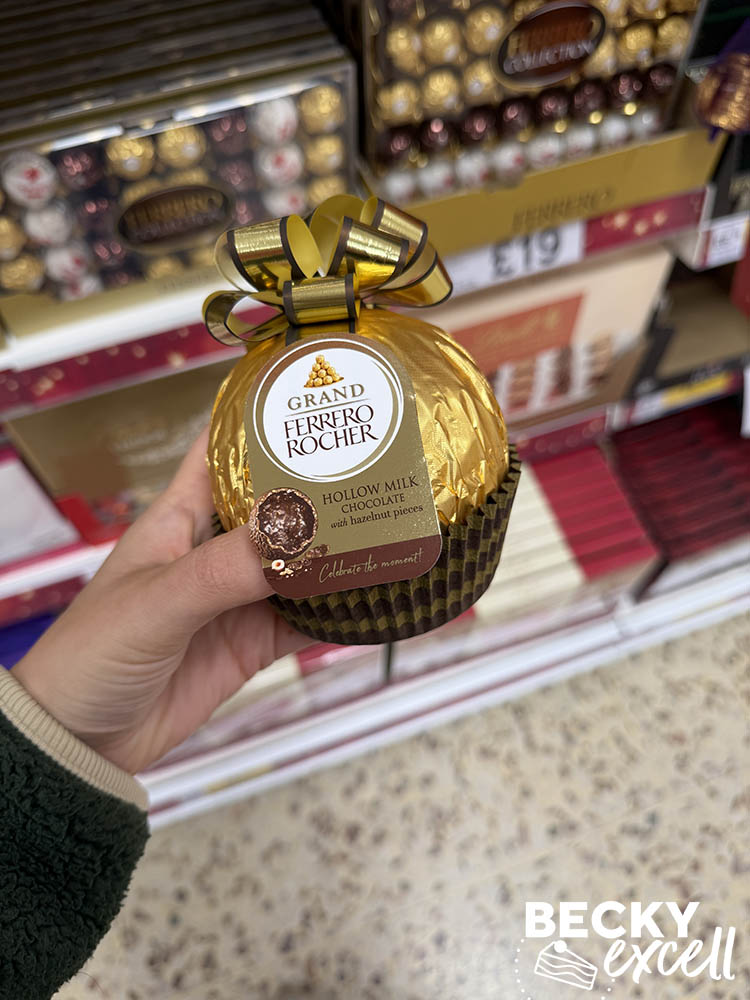 FERRERO
COLLECTION
FERRERO
COLLECTION
FERRERO
£19
GRAND
FERRERO
ROCHER
HOLLOW MILK
CHOCOLATE
with hazelnut pieces
Celebrate the moment!
BECKY
excell